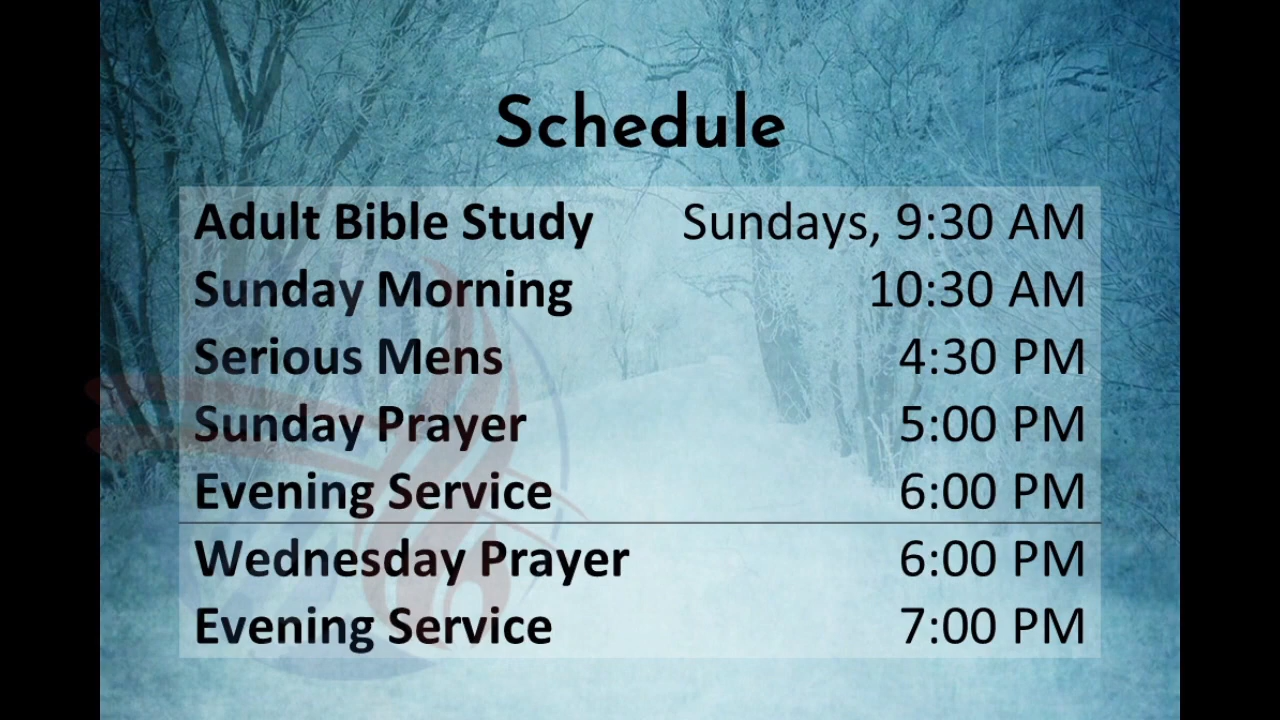 Schedule
Adult Bible Study Sundays, 9:30 AM
Sunday Morning 10:30 AM
Serious Mens 4:30 PM
Sunday Prayer 5:00 PM
Evening Service 6:00 PM
Wednesday Prayer 6:00 PM
Evening Service 7:00 PM